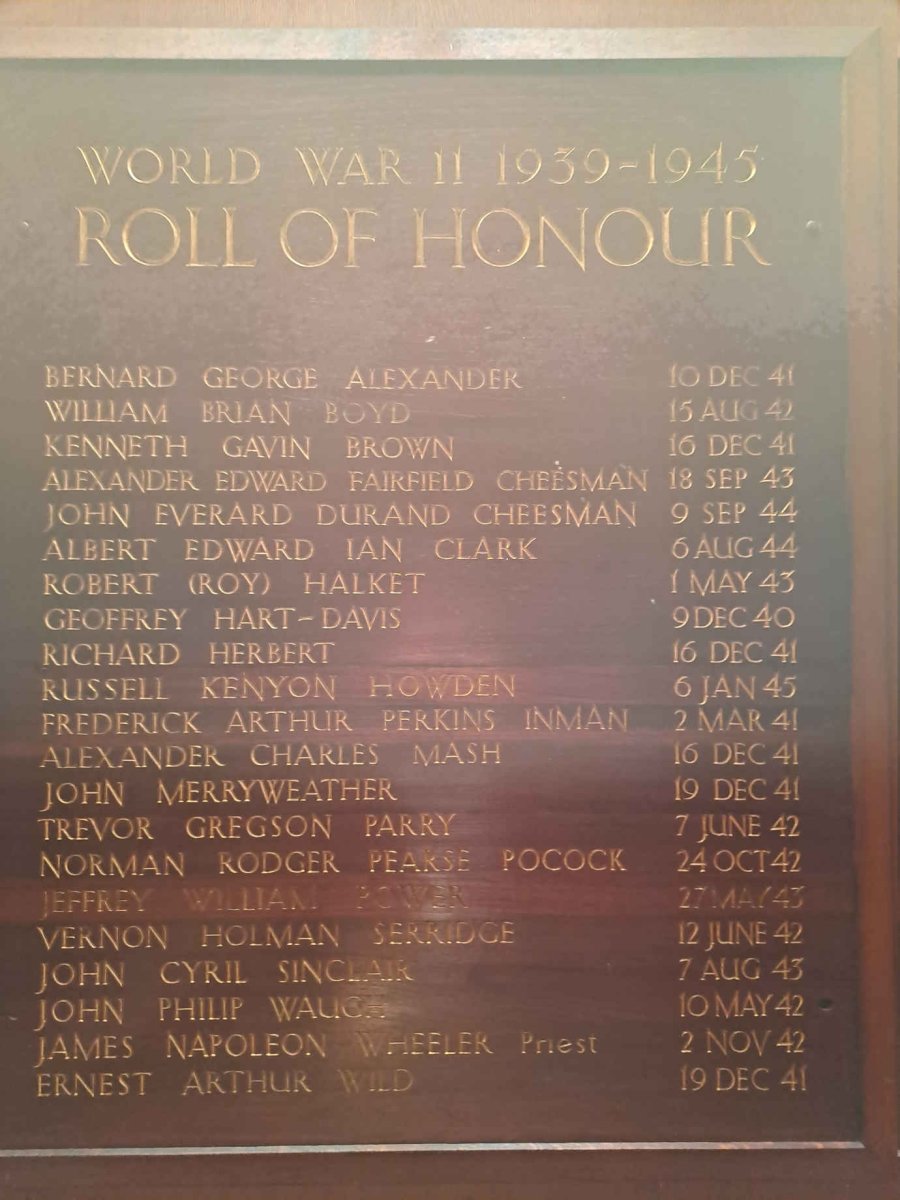 WORLD WAR II 1939-1945
ROLL OF HONOUR
BERNARD GEORGE ALEXANDER 10 DEC 41
WILLIAM BRIAN BOYD 15 AUG 42
KENNETH GAVIN BROWN 16 DEC 41
ALEXANDER EDWARD FAIRFIELD CHEESMAN 18 SEP 43
JOHN EVERARD DURAND CHEESMAN 9 SEP 44
ALBERT EDWARD IAN CLARK 6 AUG 44
ROBERT (ROY) HALKET 1 MAY 43
GEOFFREY HART-DAVIS 9 DEC 40
RICHARD HERBERT 16 DEC 41
RUSSELL KENYON HOWDEN 6 JAN 45
FREDERICK ARTHUR PERKINS INMAN 2 MAR 41
ALEXANDER CHARLES MASH 16 DEC 41
JOHN MERRYWEATHER 19 DEC 41
TREVOR GREGSON PARRY 7 JUNE 42
NORMAN RODGER PEARSE POCOCK 24 OCT 42
JEFFREY WILLIAM POWER 27 MAY 43
VERNON HOLMAN SERRIDGE 12 JUNE 42
JOHN CYRIL SINCLAIR 7 AUG 43
JOHN PHILIP WAUGH 10 MAY 42
JAMES NAPOLEON WHEELER Priest 2 NOV 42
ERNEST ARTHUR WILD 19 DEC 41